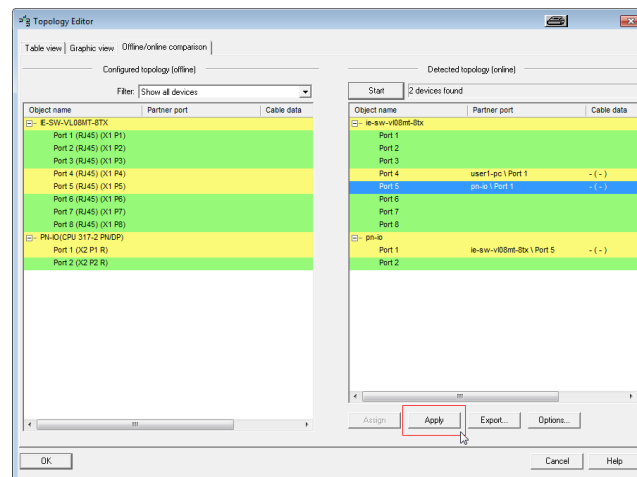 Topology Editor
Table view Graphic view Offline/online comparison
Configured topology (offline)
Filter: Show all devices
Object name Partner port Cable data
IE-SW-VL08MT-8TX
Port 1 (RJ45) (X1 P1)
Port 2 (RJ45) (X1 P2)
Port 3 (RJ45) (X1 P3)
Port 4 (RJ45) (X1 P4)
Port 5 (RJ45) (X1 P5)
Port 6 (RJ45) (X1 P6)
Port 7 (RJ45) (X1 P7)
Port 8 (RJ45) (X1 P8)
PN-IO(CPU 317-2 PN/DP)
Port 1 (X2 P1 R)
Port 2 (X2 P2 R)
Detected topology (online)
Start 2 devices found
Object name Partner port Cable data
ie-sw-vl08mt-8tx
Port 1
Port 2
Port 3
Port 4 user1-pc \ Port 1 - ( - )
Port 5 pn-io \ Port 1 - ( - )
Port 6
Port 7
Port 8
pn-io
Port 1 ie-sw-vl08mt-8tx \ Port 5 - ( - )
Port 2
Assign Apply Export... Options...
OK Cancel Help